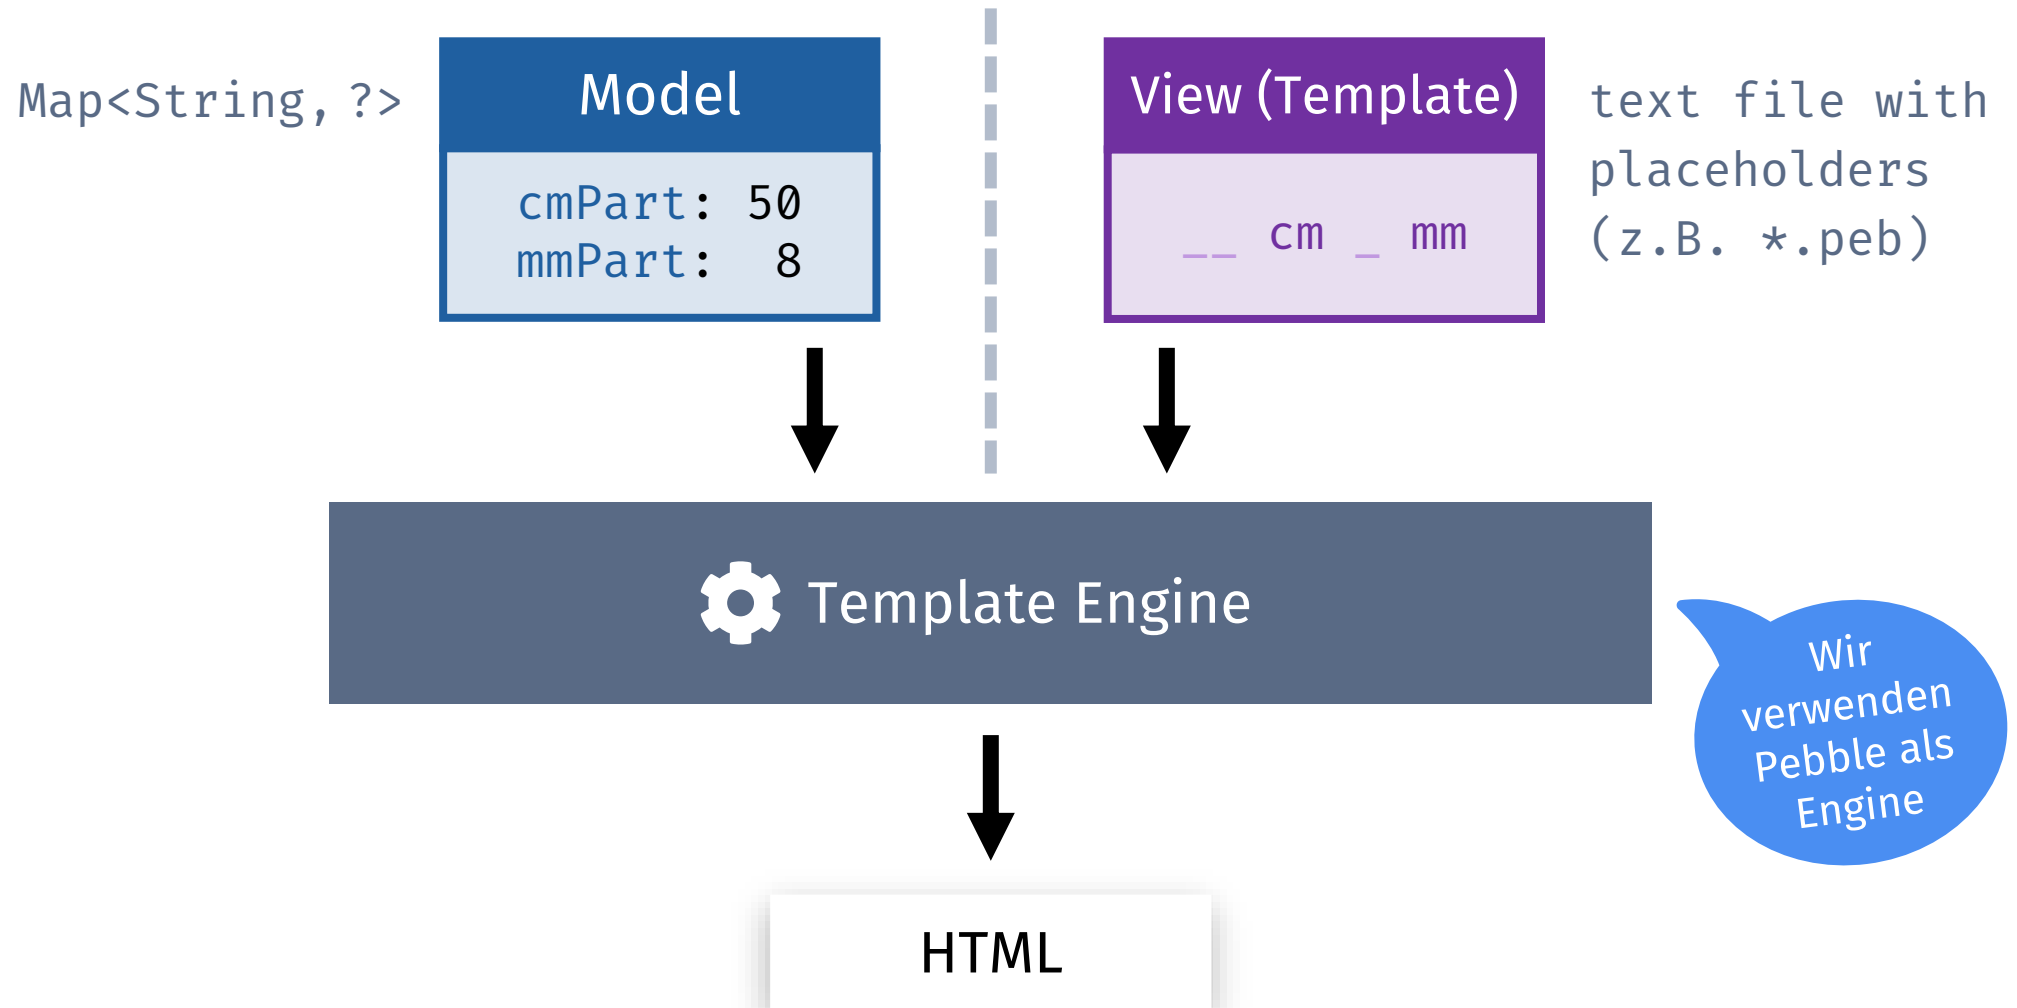 Map<String, ?>
Model
cmPart: 50
mmPart: 8
View (Template)
__ cm _ mm
text file with
placeholders
(z.B. *.peb)
Template Engine
Wir
verwenden
Pebble als
Engine
HTML